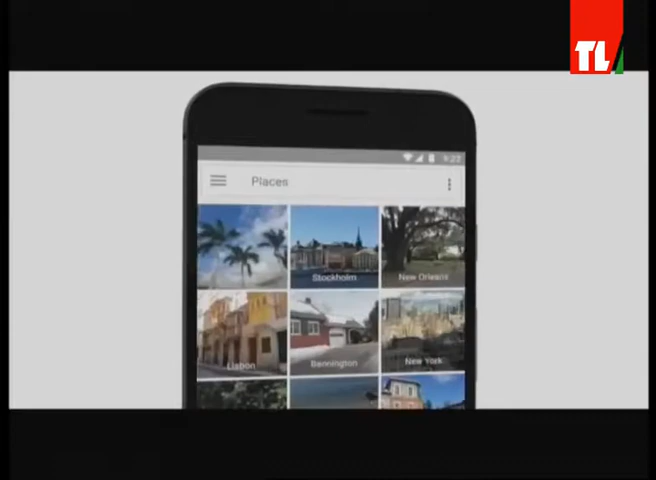 TL
9:22
Places
Stockholm
New Orleans
Lisbon
Bennington
New York